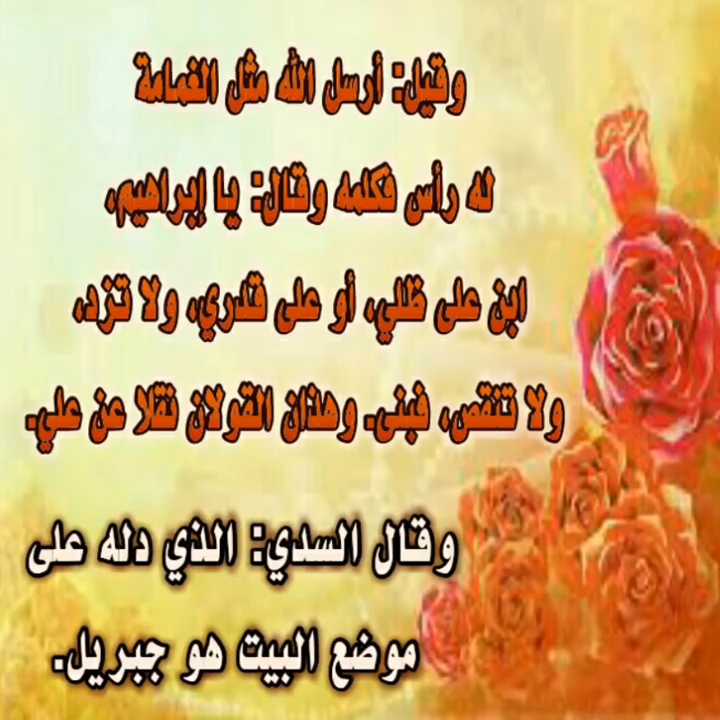 وقيل: أرسل الله مثل الغمامة
له رأس فكلمه وقال: يا إبراهيم،
ابن على ظلي، أو على قدري، ولا تزد،
ولا تنقص، فبنى. وهذان القولان نقلا عن علي.
وقال السدي: الذي دله على
موضع البيت هو جبريل.